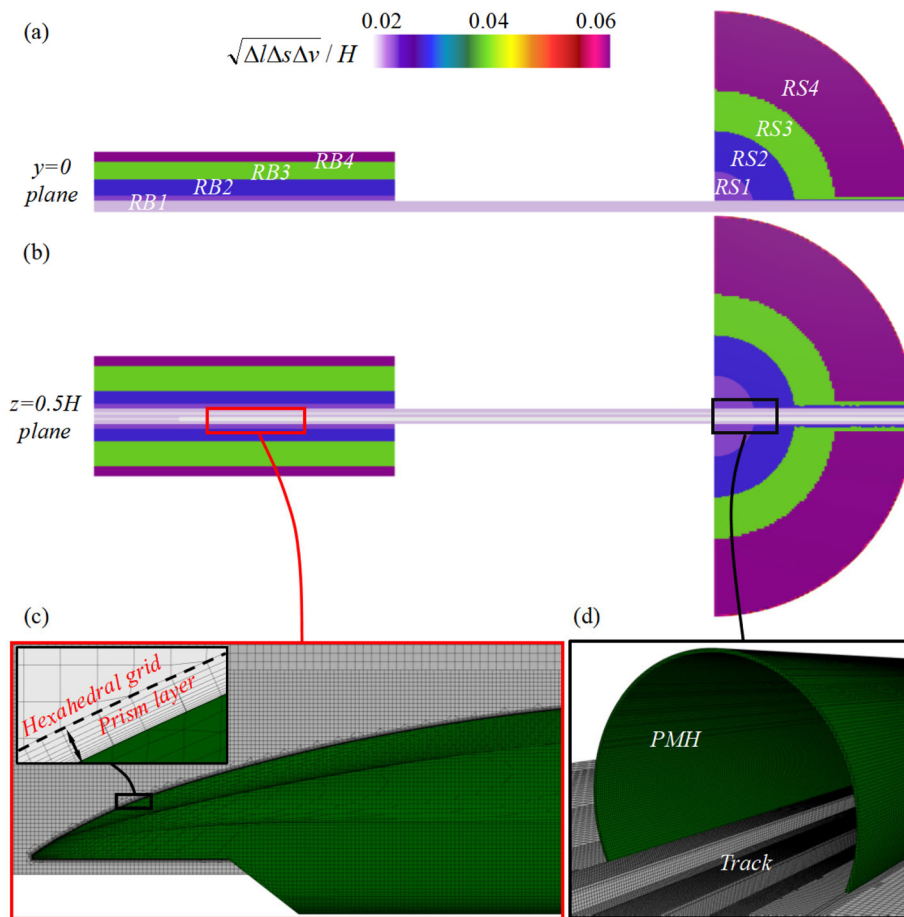 (a)
0.02 0.04 0.06
√ΔlΔsΔv / H
RS4
RS3
RS2
RS1
y=0
plane
RB4
RB3
RB2
RB1
(b)
z=0.5H
plane
(c)
(d)
Hexahedral grid
Prism layer
PMH
Track